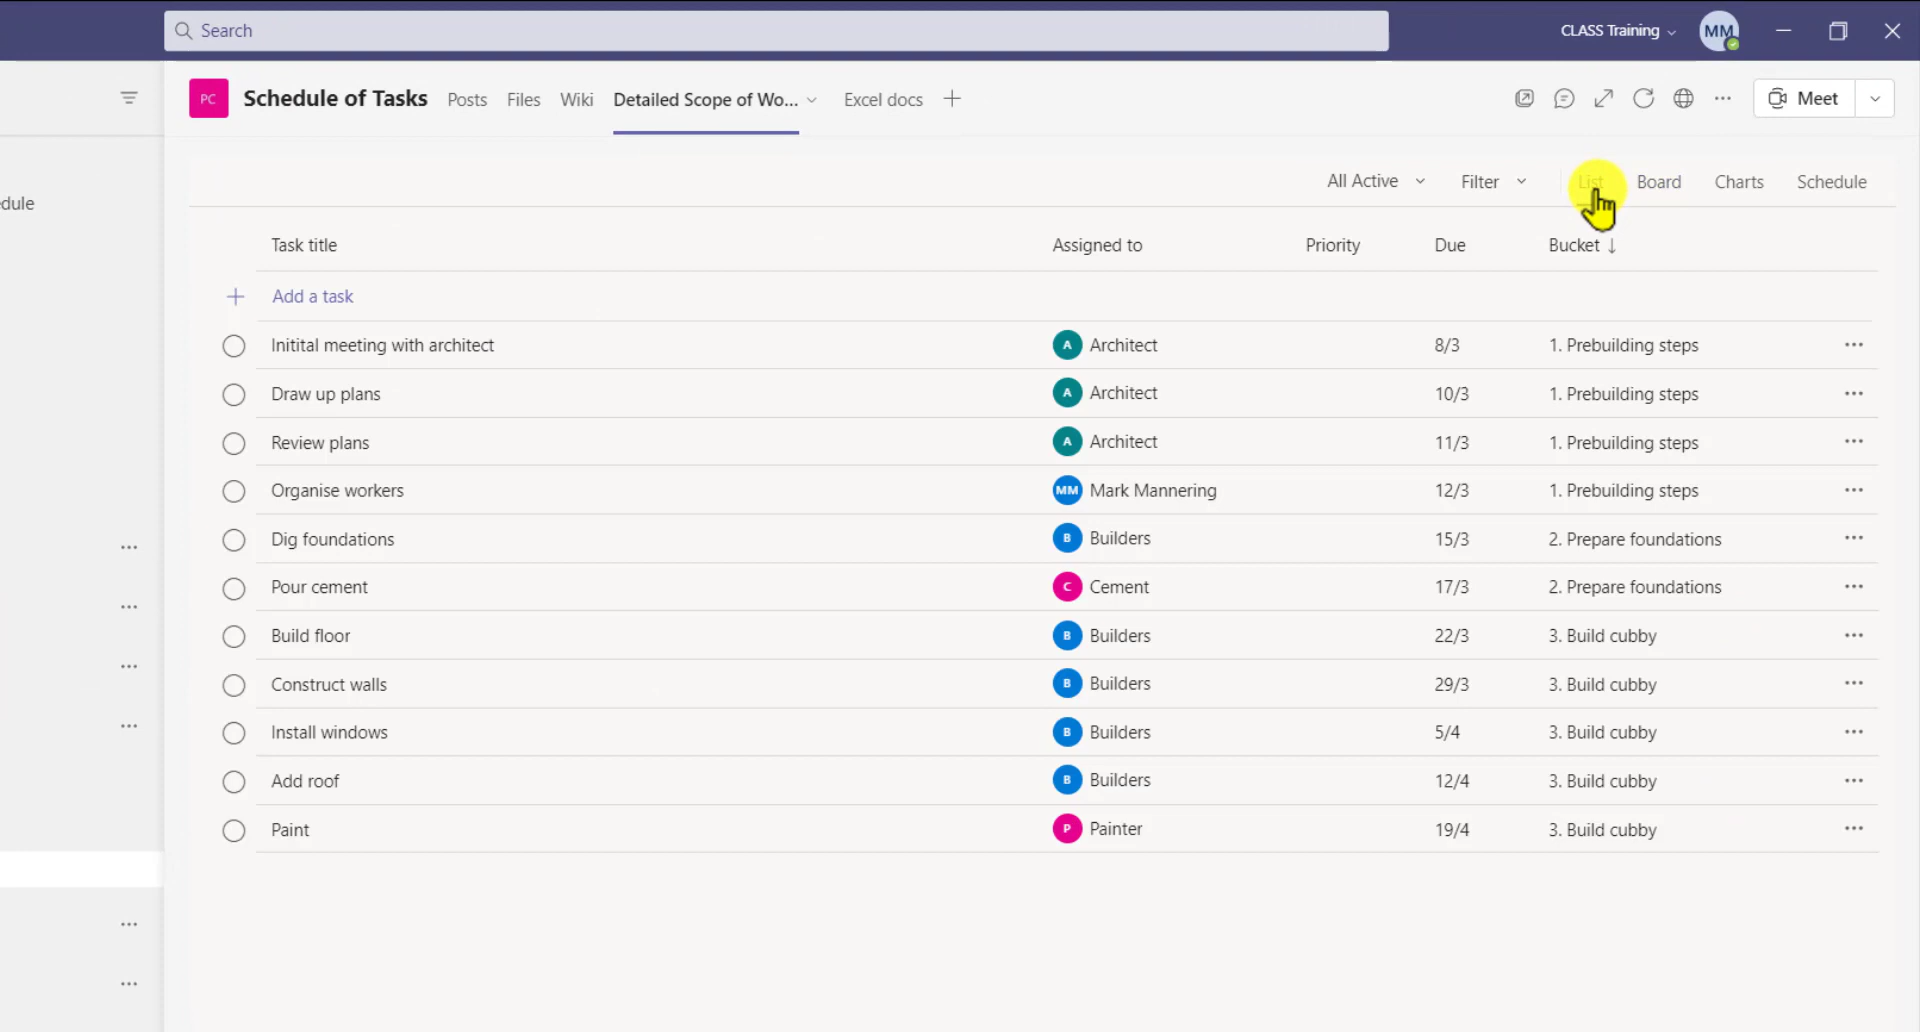 Search
CLASS Training
MM
PC
Schedule of Tasks
Posts
Files
Wiki
Detailed Scope of Wo...
Excel docs
Meet
edule
All Active
Filter
List
Board
Charts
Schedule
Task title Assigned to Priority Due Bucket ↓
Add a task
Initital meeting with architect A Architect 8/3 1. Prebuilding steps
Draw up plans A Architect 10/3 1. Prebuilding steps
Review plans A Architect 11/3 1. Prebuilding steps
Organise workers MM Mark Mannering 12/3 1. Prebuilding steps
Dig foundations B Builders 15/3 2. Prepare foundations
Pour cement C Cement 17/3 2. Prepare foundations
Build floor B Builders 22/3 3. Build cubby
Construct walls B Builders 29/3 3. Build cubby
Install windows B Builders 5/4 3. Build cubby
Add roof B Builders 12/4 3. Build cubby
Paint P Painter 19/4 3. Build cubby